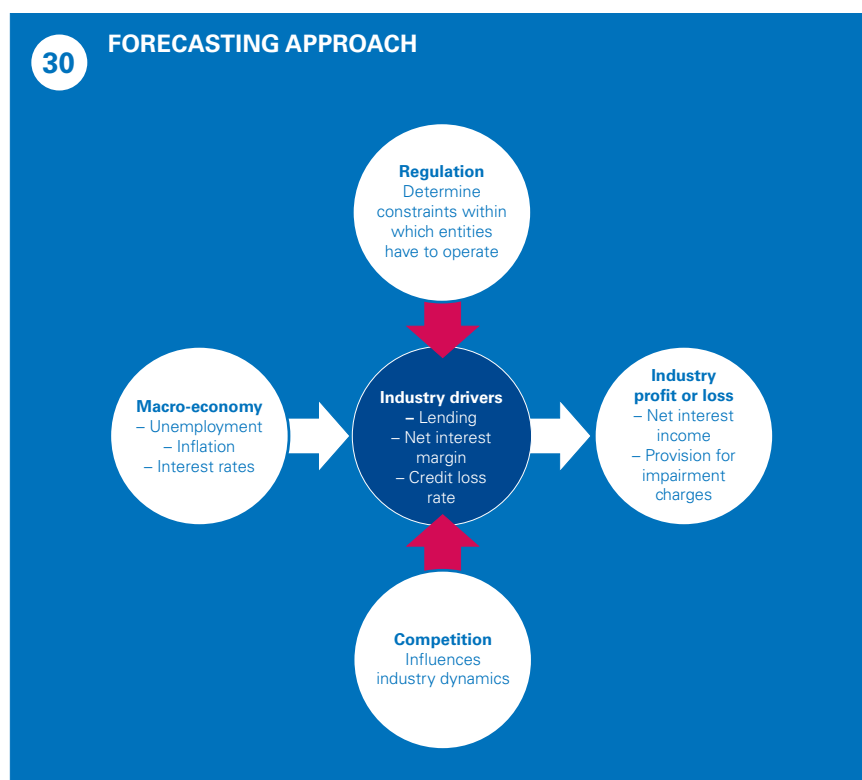 30
FORECASTING APPROACH
Regulation
Determine
constraints within
which entities
have to operate
Macro-economy
– Unemployment
– Inflation
– Interest rates
Industry drivers
– Lending
– Net interest
margin
– Credit loss
rate
Industry
profit or loss
– Net interest
income
– Provision for
impairment
charges
Competition
Influences
industry dynamics